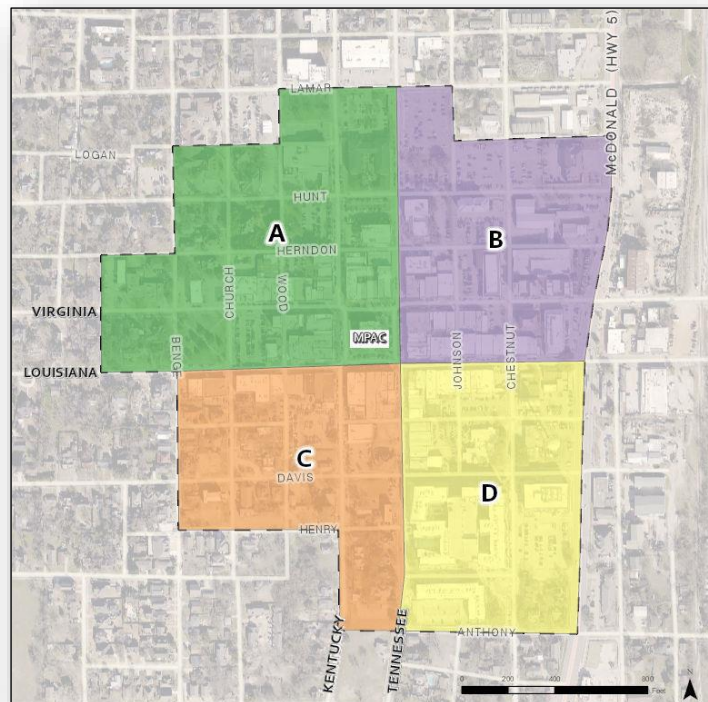 McDONALD (HWY 5)
LAMAR
LOGAN
HUNT
A
B
HERNDON
CHURCH
WOOD
VIRGINIA
MPAC
BENGE
JOHNSON
CHESTNUT
LOUISIANA
C
DAVIS
D
HENRY
KENTUCKY
TENNESSEE
ANTHONY
N
0 200 400 800
Feet